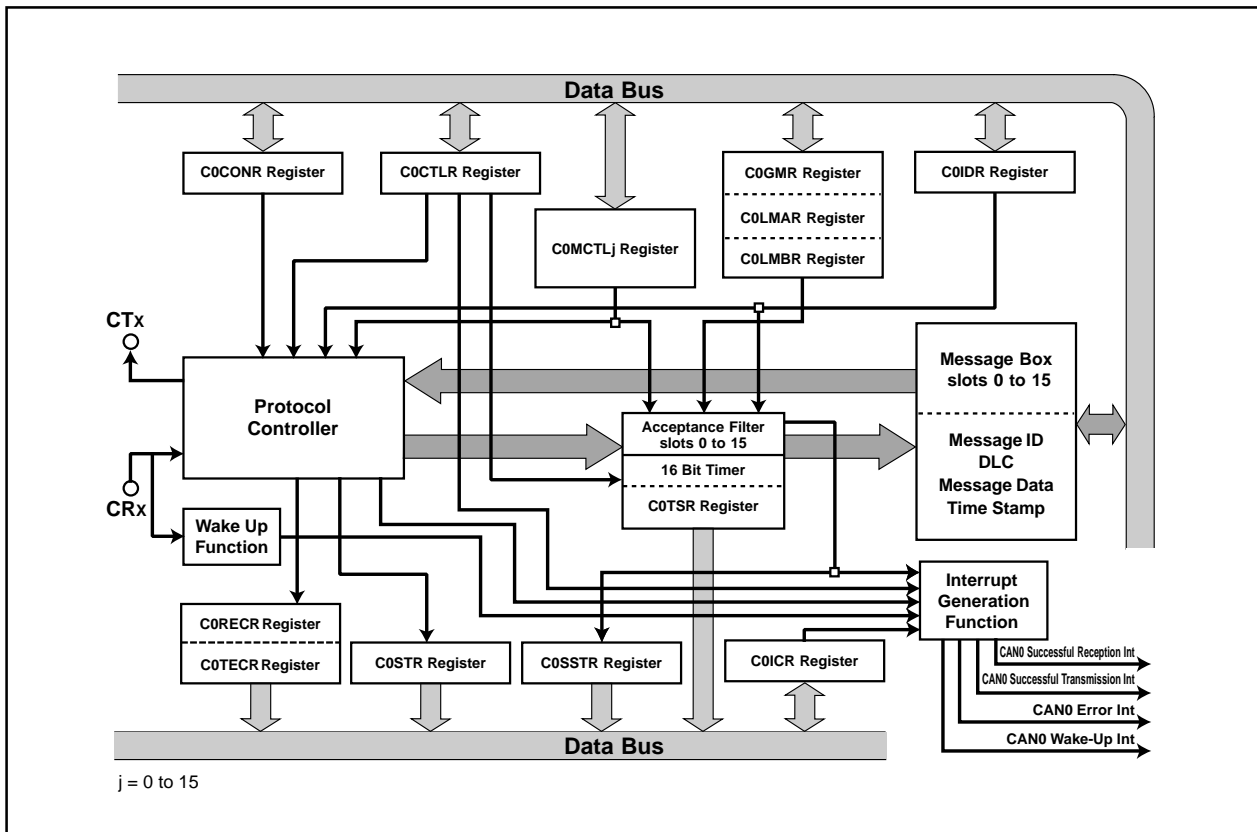 Data Bus
C0CONR Register
C0CTLR Register
C0MCTLj Register
C0GMR Register
C0LMAR Register
C0LMBR Register
C0IDR Register
CTX
Protocol
Controller
CRX
Wake Up
Function
Acceptance Filter
slots 0 to 15
16 Bit Timer
C0TSR Register
Message Box
slots 0 to 15
Message ID
DLC
Message Data
Time Stamp
C0RECR Register
C0TECR Register
C0STR Register
C0SSTR Register
C0ICR Register
Interrupt
Generation
Function
CAN0 Successful Reception Int
CAN0 Successful Transmission Int
CAN0 Error Int
CAN0 Wake-Up Int
Data Bus
j = 0 to 15